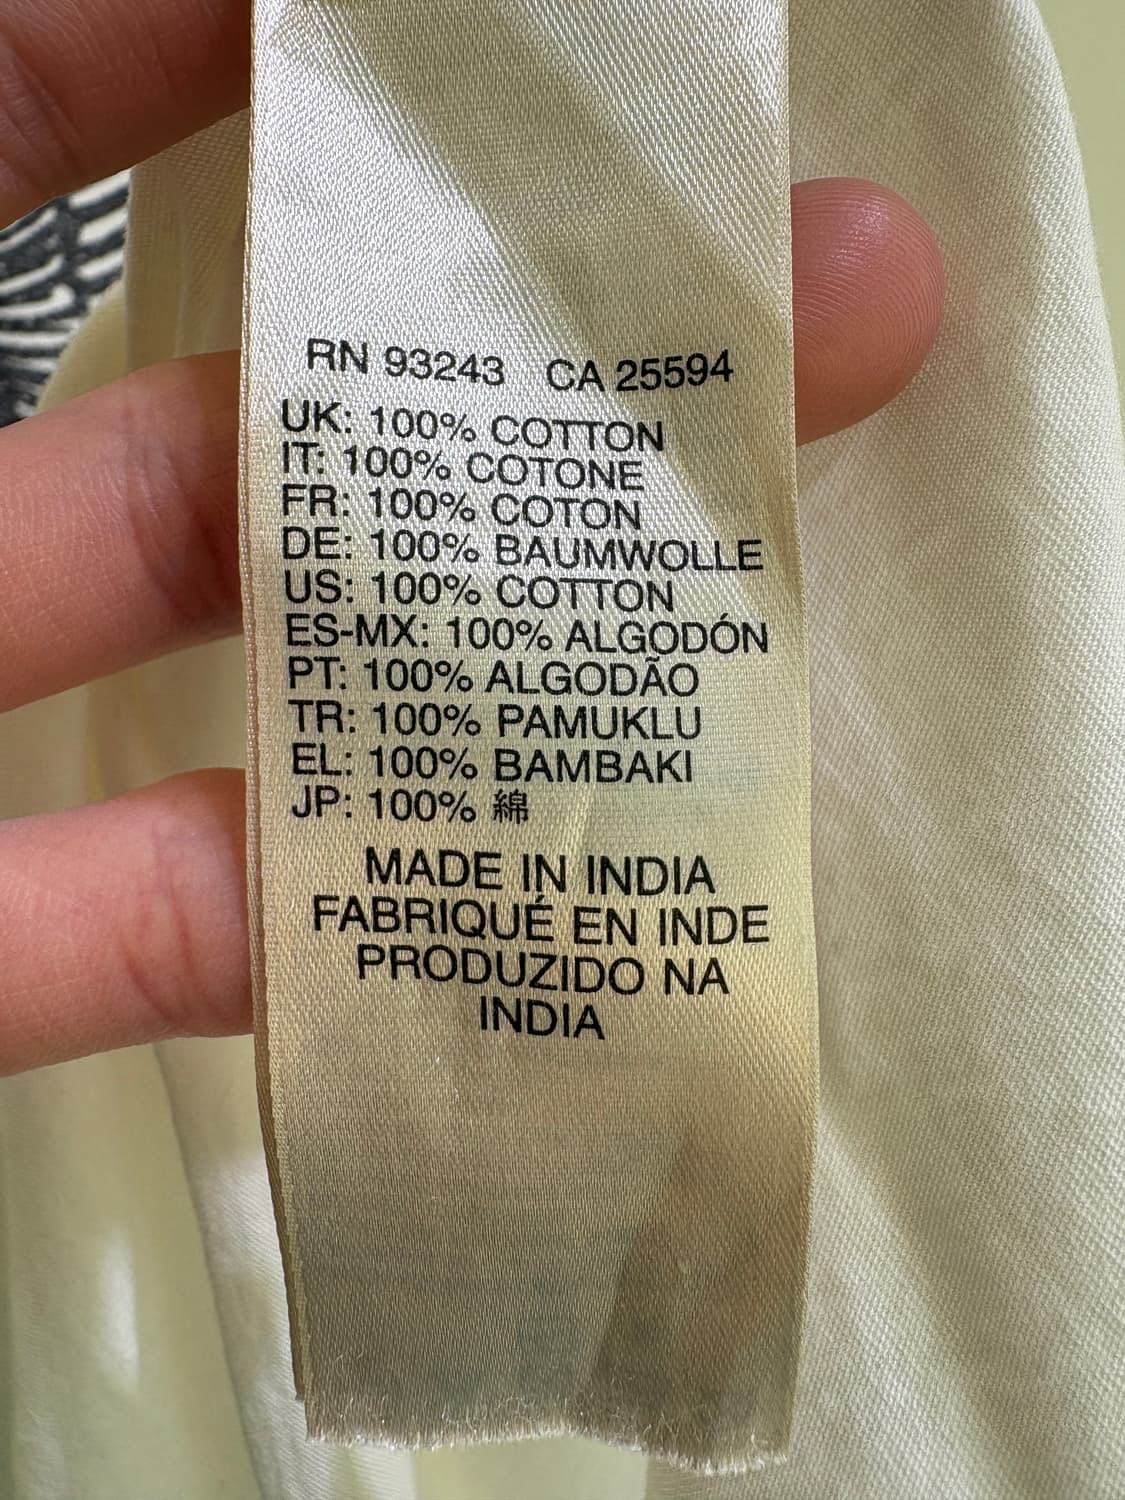 RN 93243 CA 25594
UK: 100% COTTON
IT: 100% COTONE
FR: 100% COTON
DE: 100% BAUMWOLLE
US: 100% COTTON
ES-MX: 100% ALGODÓN
PT: 100% ALGODÃO
TR: 100% PAMUKLU
EL: 100% BAMBAKI
JP: 100% 綿
MADE IN INDIA
FABRIQUÉ EN INDE
PRODUZIDO NA
INDIA